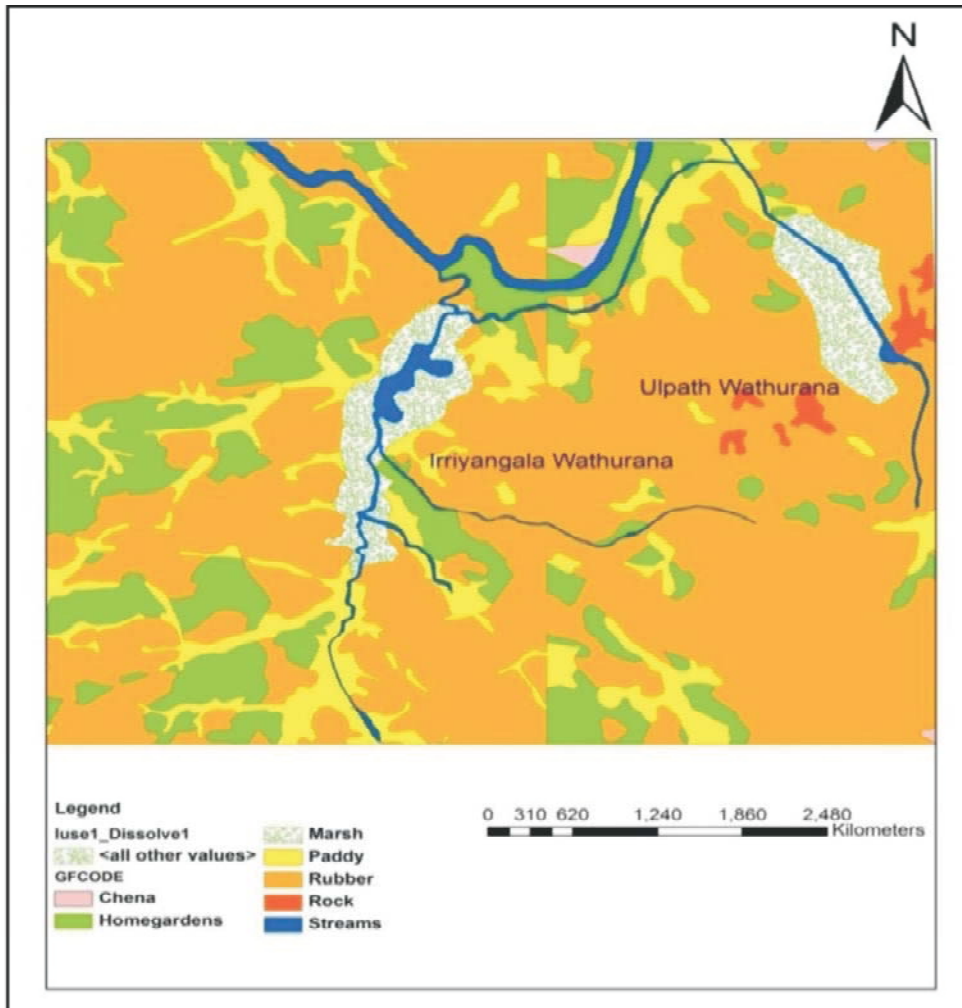 N
Ulpath Wathurana
Irriyangala Wathurana
Legend
luse1_Dissolve1
<all other values>
GFCODE
Chena
Homegardens
Marsh
Paddy
Rubber
Rock
Streams
0 310 620 1,240 1,860 2,480
Kilometers